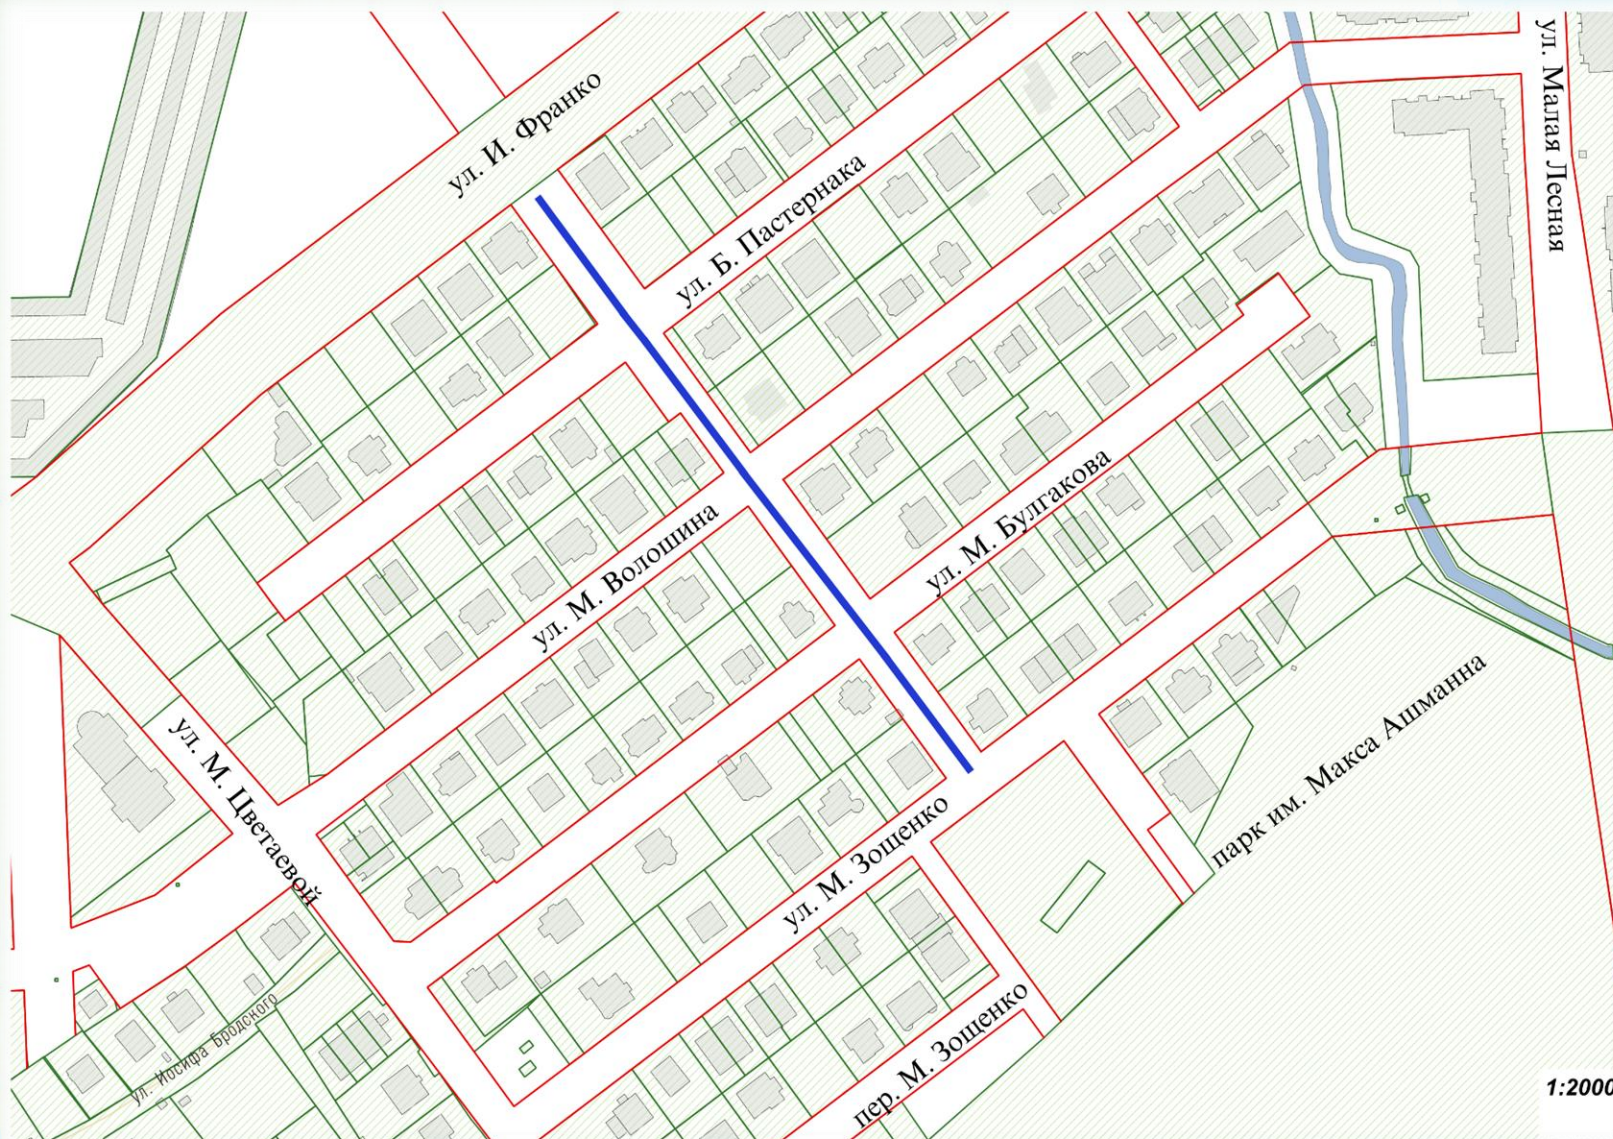 ул. Малая Лесная
ул. И. Франко
ул. Б. Пастернака
ул. М. Булгакова
ул. М. Волошина
парк им. Макса Ашманна
ул. М. Цветаевой
ул. М. Зощенко
ул. Иосифа Бродского
пер. М. Зощенко
1:2000